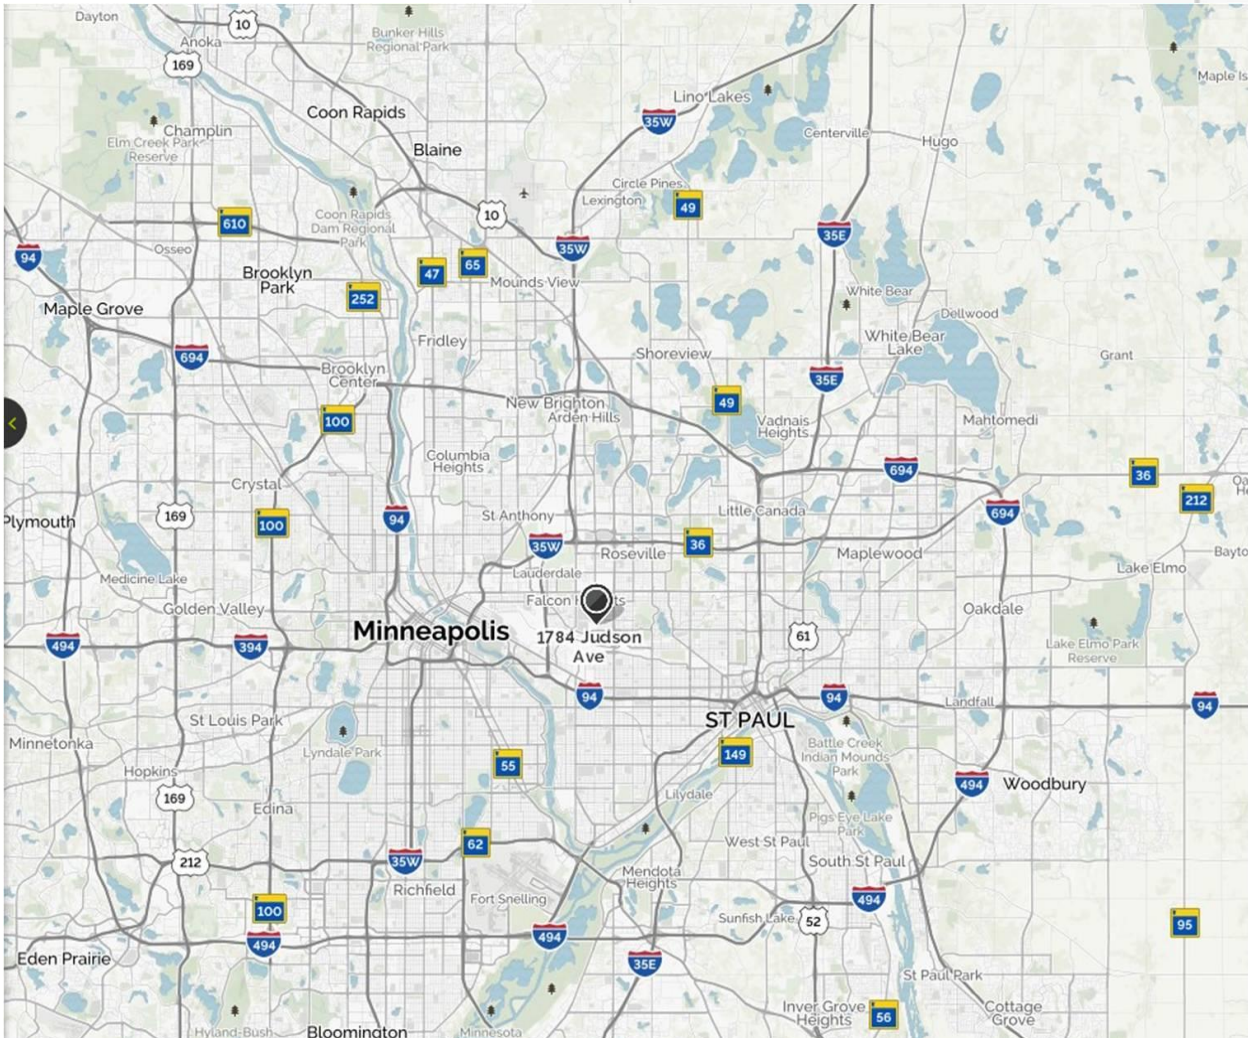 Dayton
10
Anoka
Bunker Hills
Regional Park
169
Maple Is
Lino Lakes
Coon Rapids
35W
Champlin
Centerville
Hugo
Elm Creek Park
Reserve
Blaine
Circle Pines
Lexington
49
Coon Rapids
Dam Regional
Park
610
10
35E
Osseo
35W
94
Brooklyn
Park
47
65
Mounds View
252
White Bear
Maple Grove
Dellwood
Fridley
White Bear
Lake
694
Shoreview
Grant
Brooklyn
Center
35E
49
New Brighton
Arden Hills
100
Vadnais
Heights
Mahtomedi
Columbia
Heights
694
36
Crystal
212
Plymouth
169
100
94
St Anthony
Little Canada
694
35W
Roseville
36
Maplewood
Bayto
Medicine Lake
Lauderdale
Lake Elmo
Golden Valley
Oakdale
Minneapolis
1784 Judson
Ave
61
494
394
Lake Elmo Park
Reserve
94
94
Landfall
94
St Louis Park
ST PAUL
Minnetonka
Lyndale Park
149
Battle Creek
Indian Mounds
Park
55
Hopkins
494
Woodbury
169
Edina
Lilydale
Pigs Eye Lake
Park
62
West St Paul
212
35W
South St Paul
Richfield
Mendota
Heights
Fort Snelling
494
100
Sunfish Lake
52
95
494
494
Eden Prairie
35E
St Paul Park
Inver Grove
Heights
56
Cottage
Grove
Hyland-Bush
Bloomington
Minnesota